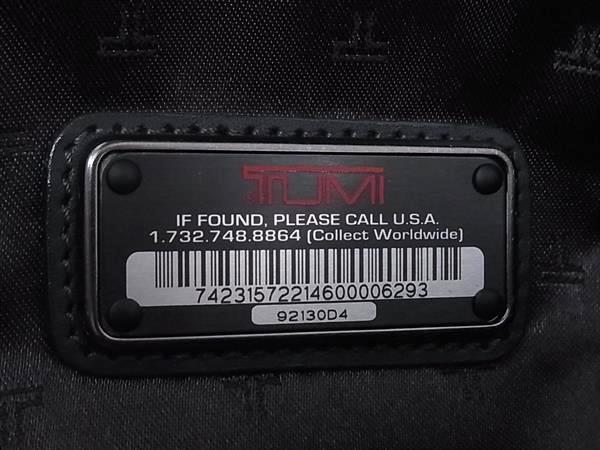 TUMI
IF FOUND, PLEASE CALL U.S.A.
1.732.748.8864 (Collect Worldwide)
74231572214600006293
92130D4